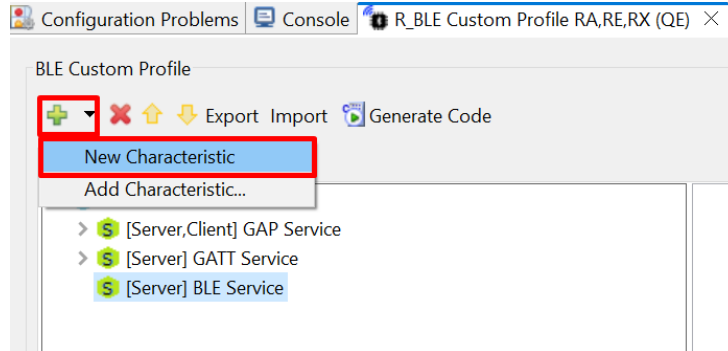 Configuration Problems Console R_BLE Custom Profile RA,RE,RX (QE)
BLE Custom Profile
Export Import Generate Code
New Characteristic
Add Characteristic...
S [Server,Client] GAP Service
S [Server] GATT Service
S [Server] BLE Service